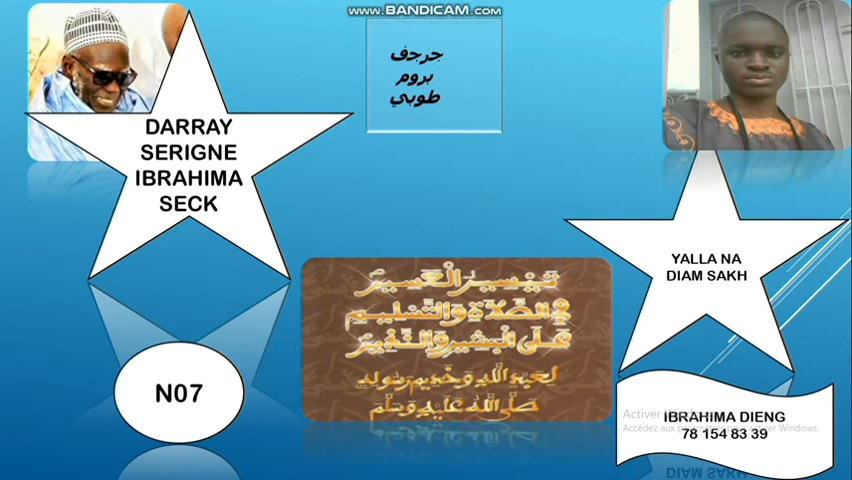 WWW.BANDICAM.COM
جرجف
بروم
طوبي
DARRAY
SERIGNE
IBRAHIMA
SECK
YALLA NA
DIAM SAKH
تيسير العسير
في الصلاة والتسليم
على البشير والنذير
لعبد الله وخديم رسوله
صلى الله عليه وسلم
N07
IBRAHIMA DIENG
78 154 83 39